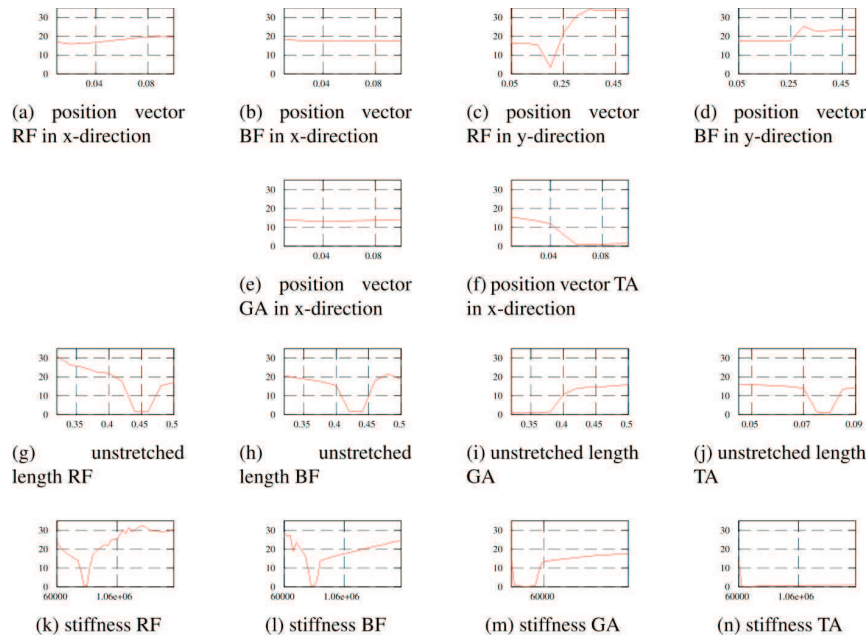 30
20
10
0
0.04 0.08
30
20
10
0
0.04 0.08
30
20
10
0
0.05 0.25 0.45
30
20
10
0
0.05 0.25 0.45
(a) position vector
RF in x-direction
(b) position vector
BF in x-direction
(c) position vector
RF in y-direction
(d) position vector
BF in y-direction
30
20
10
0
0.04 0.08
30
20
10
0
0.04 0.08
(e) position vector
GA in x-direction
(f) position vector TA
in x-direction
30
20
10
0
0.35 0.4 0.45 0.5
30
20
10
0
0.35 0.4 0.45 0.5
30
20
10
0
0.35 0.4 0.45 0.5
30
20
10
0
0.05 0.07 0.09
(g) unstretched
length RF
(h) unstretched
length BF
(i) unstretched length
GA
(j) unstretched length
TA
30
20
10
0
60000 1.06e+06
30
20
10
0
60000 1.06e+06
30
20
10
0
60000
30
20
10
0
60000 1.06e+06
(k) stiffness RF
(l) stiffness BF
(m) stiffness GA
(n) stiffness TA